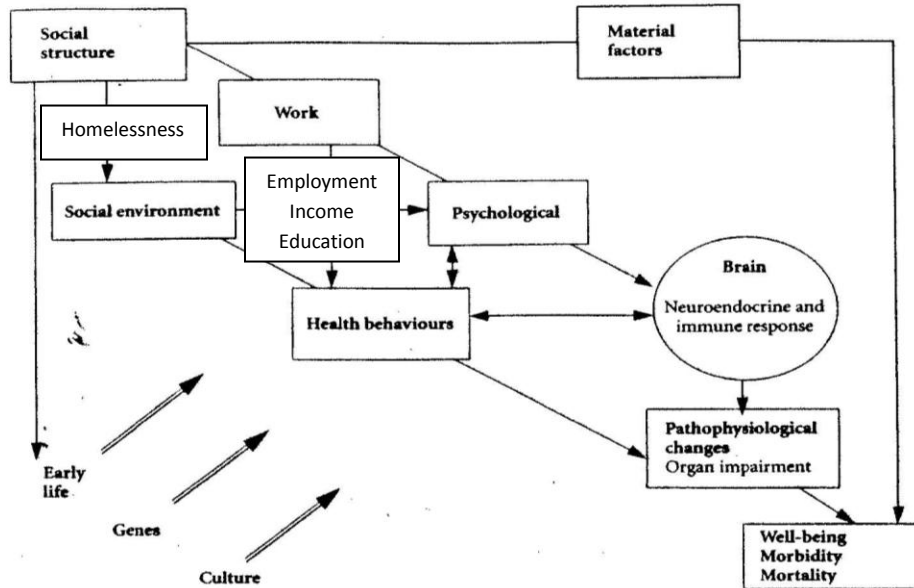 Social
structure
Material
factors
Work
Homelessness
Employment
Income
Education
Social environment
Psychological
Brain
Neuroendocrine and
immune response
Health behaviours
Pathophysiological
changes
Organ impairment
Early
life
Genes
Culture
Well-being
Morbidity
Mortality